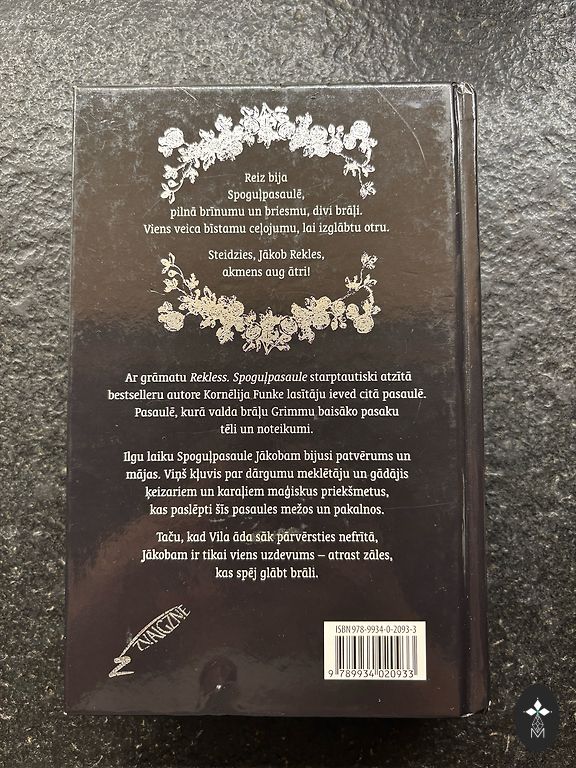 Reiz bija
Spoguļpasaulē,
pilnā brīnumu un briesmu, divi brāļi.
Viens veica bīstamu ceļojumu, lai izglābtu otru.
Steidzies, Jākob Rekles,
akmens aug ātri!
Ar grāmatu Rekless. Spoguļpasaule starptautiski atzītā
bestselleru autore Kornēlija Funke lasītāju ieved citā pasaulē.
Pasaulē, kurā valda brāļu Grimmu baisāko pasaku
tēli un noteikumi.
Ilgu laiku Spoguļpasaule Jākobam bijusi patvērums un
mājas. Viņš kļuvis par dārgumu meklētāju un gādājis
ķeizariem un karaļiem maģiskus priekšmetus,
kas paslēpti šīs pasaules mežos un pakalnos.
Taču, kad Vila āda sāk pārvērsties nefrītā,
Jākobam ir tikai viens uzdevums – atrast zāles,
kas spēj glābt brāli.
ZVAIGZNE
ISBN 978-9934-0-2093-3
9 789934 020933
M